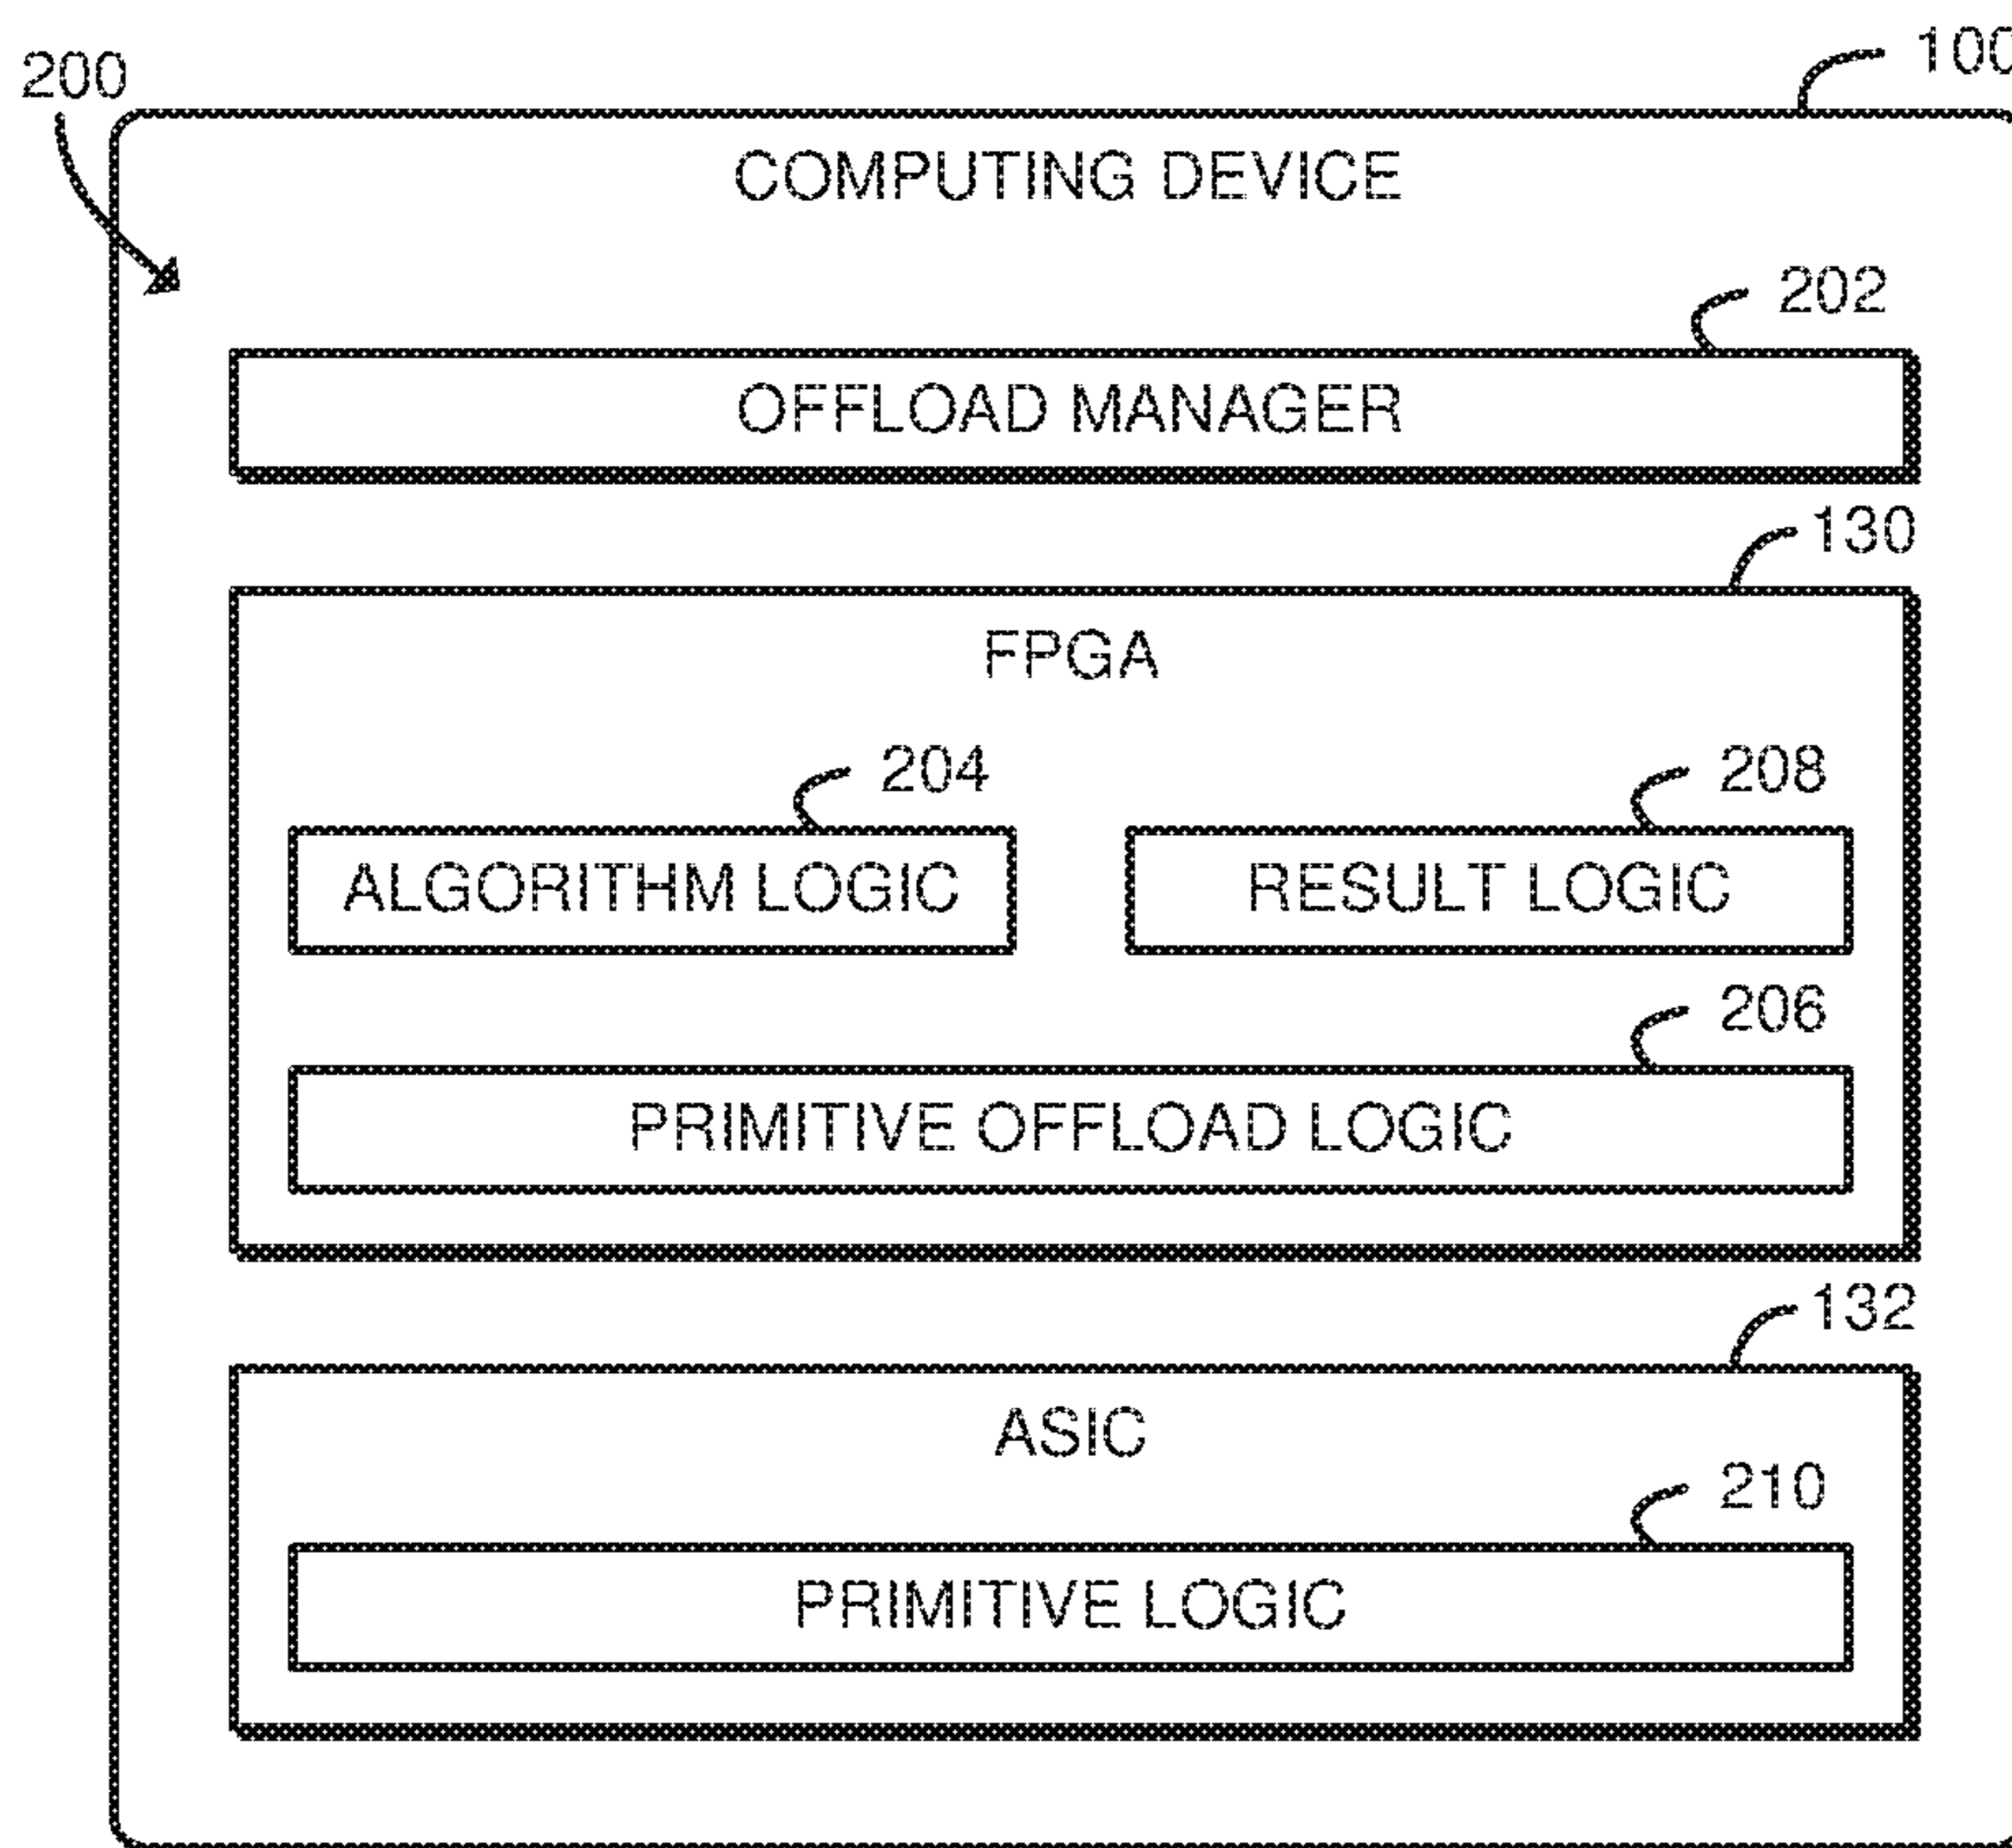 200
100
COMPUTING DEVICE
202
OFFLOAD MANAGER
130
FPGA
204 208
ALGORITHM LOGIC RESULT LOGIC
206
PRIMITIVE OFFLOAD LOGIC
132
ASIC
210
PRIMITIVE LOGIC